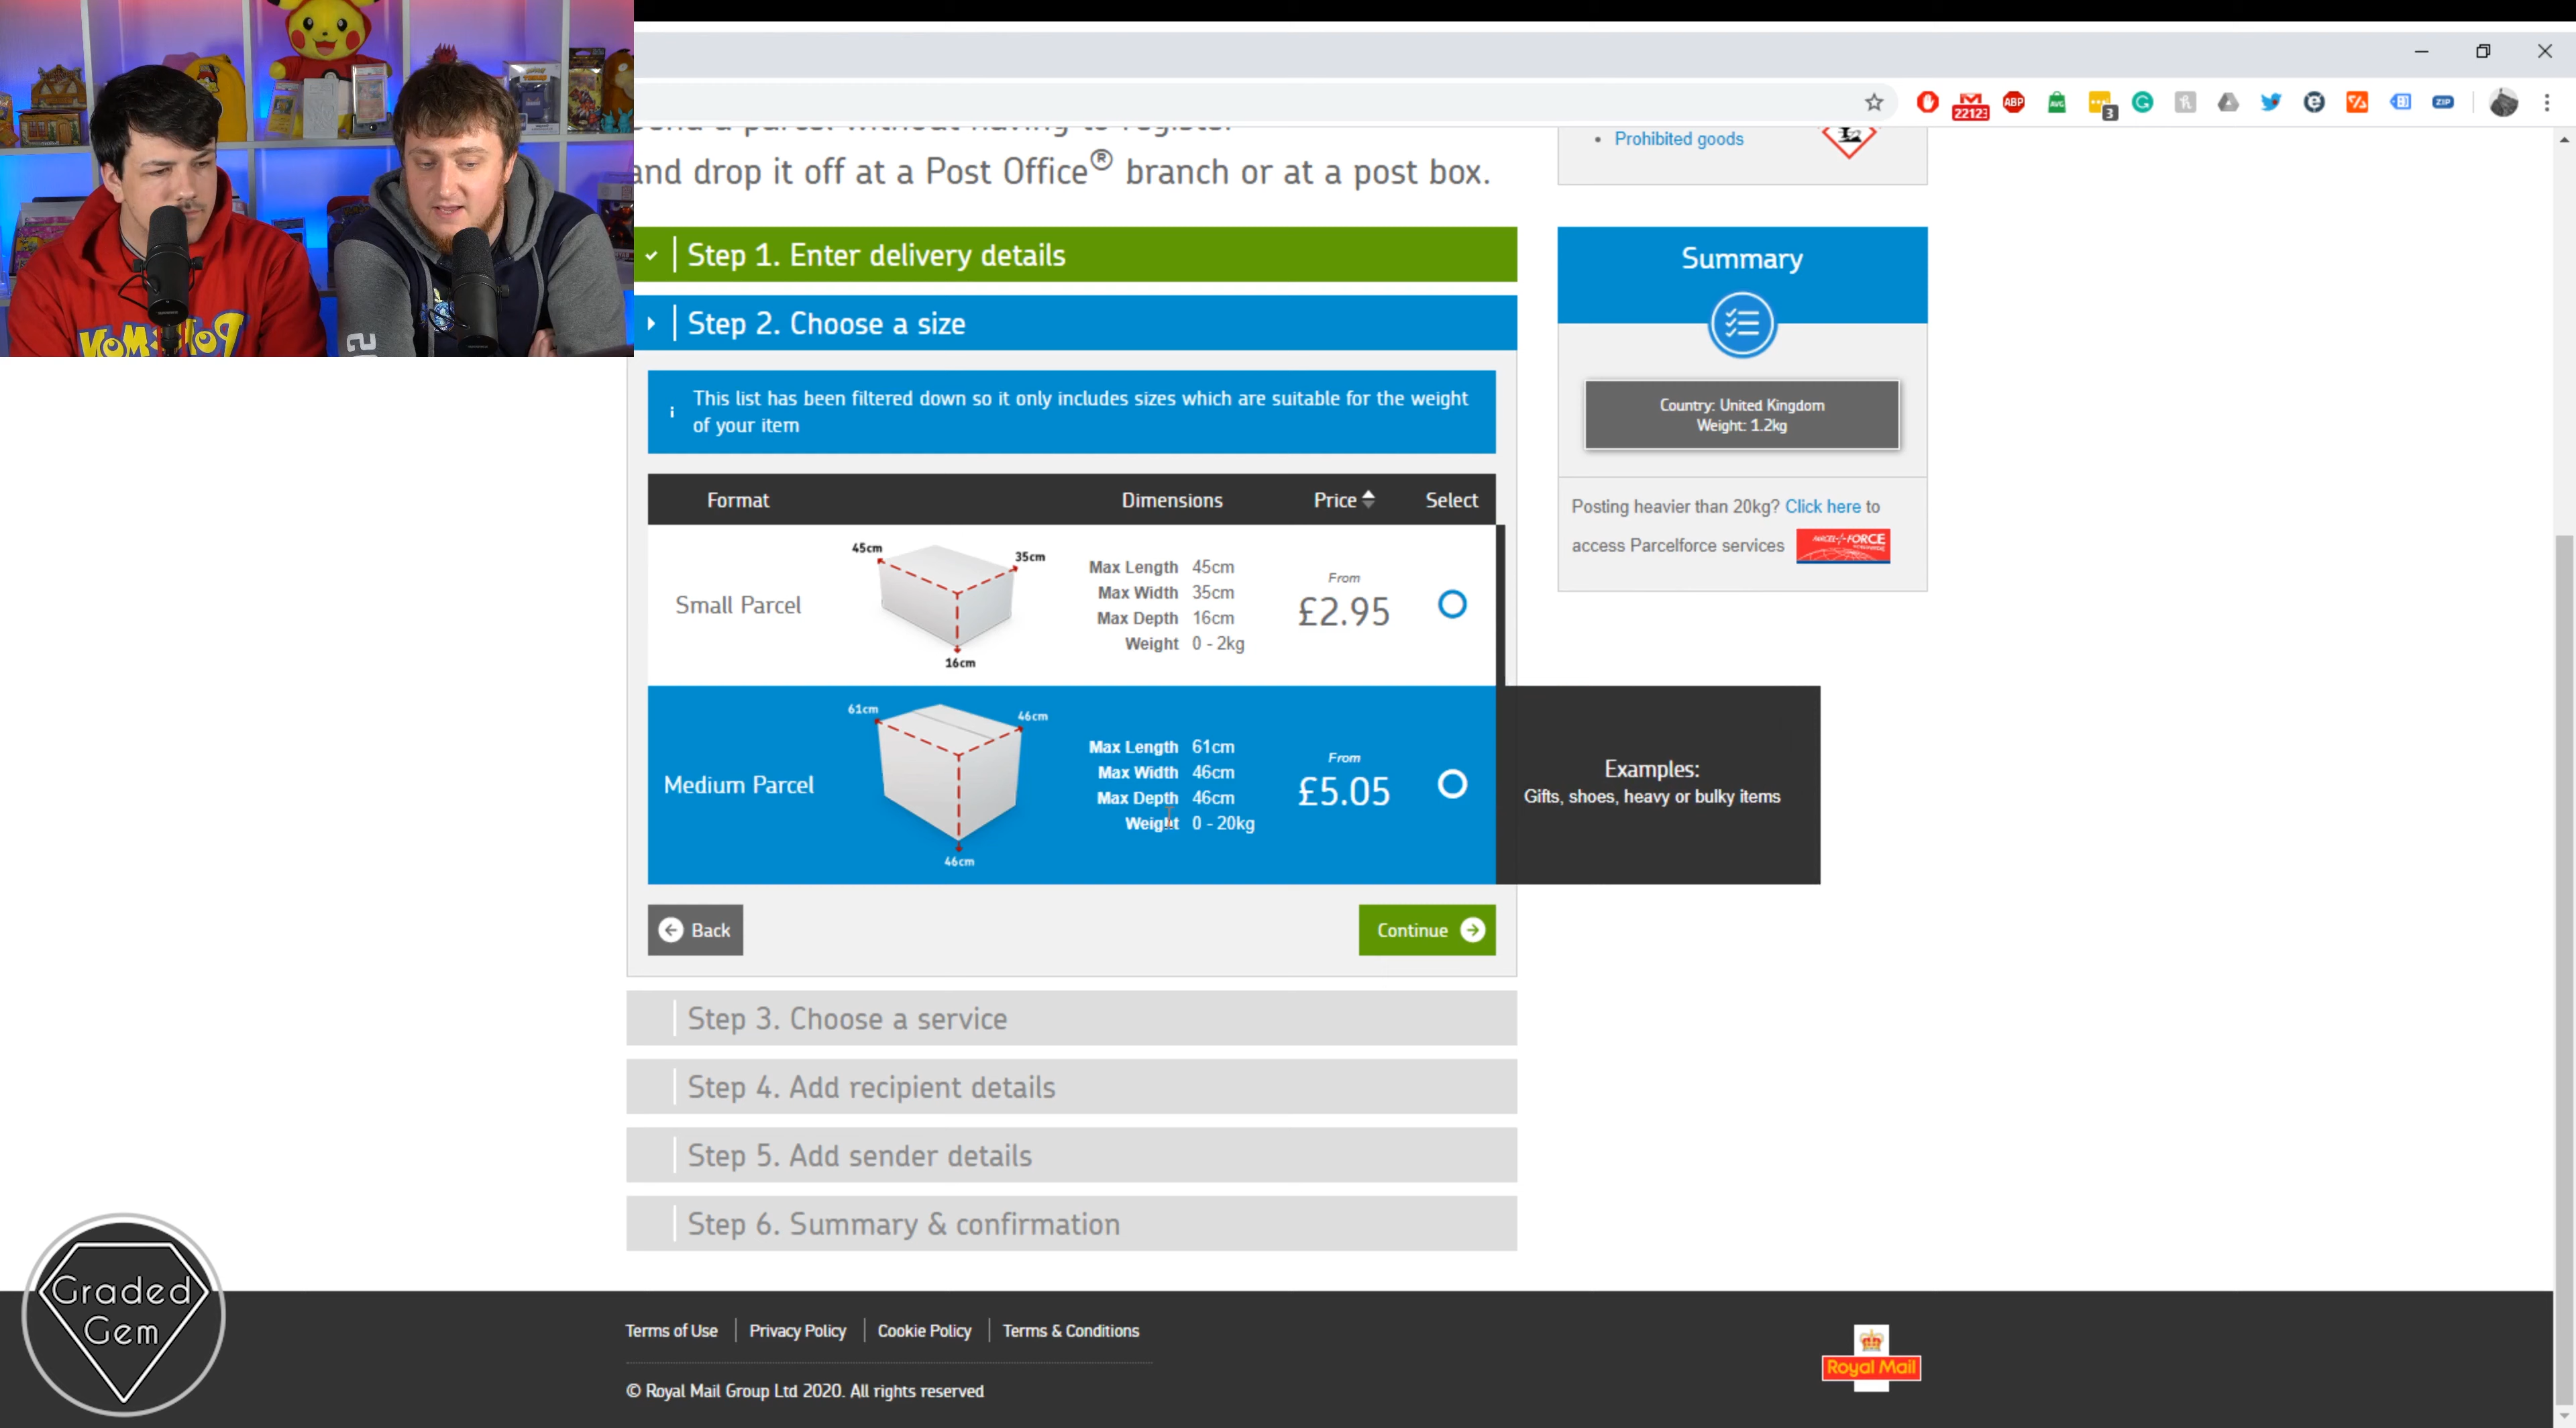 22123
ABP
AVG
3
ZIP
and drop it off at a Post Office® branch or at a post box.
• Prohibited goods
Step 1. Enter delivery details
Step 2. Choose a size
This list has been filtered down so it only includes sizes which are suitable for the weight
of your item
Format Dimensions Price Select
45cm
35cm
16cm
Small Parcel
Max Length 45cm
Max Width 35cm
Max Depth 16cm
Weight 0 - 2kg
From
£2.95
61cm
46cm
46cm
Medium Parcel
Max Length 61cm
Max Width 46cm
Max Depth 46cm
Weight 0 - 20kg
From
£5.05
Examples:
Gifts, shoes, heavy or bulky items
Back
Continue
Summary
Country: United Kingdom
Weight: 1.2kg
Posting heavier than 20kg? Click here to
access Parcelforce services
Step 3. Choose a service
Step 4. Add recipient details
Step 5. Add sender details
Step 6. Summary & confirmation
Graded
Gem
Terms of Use Privacy Policy Cookie Policy Terms & Conditions
© Royal Mail Group Ltd 2020. All rights reserved
Royal Mail